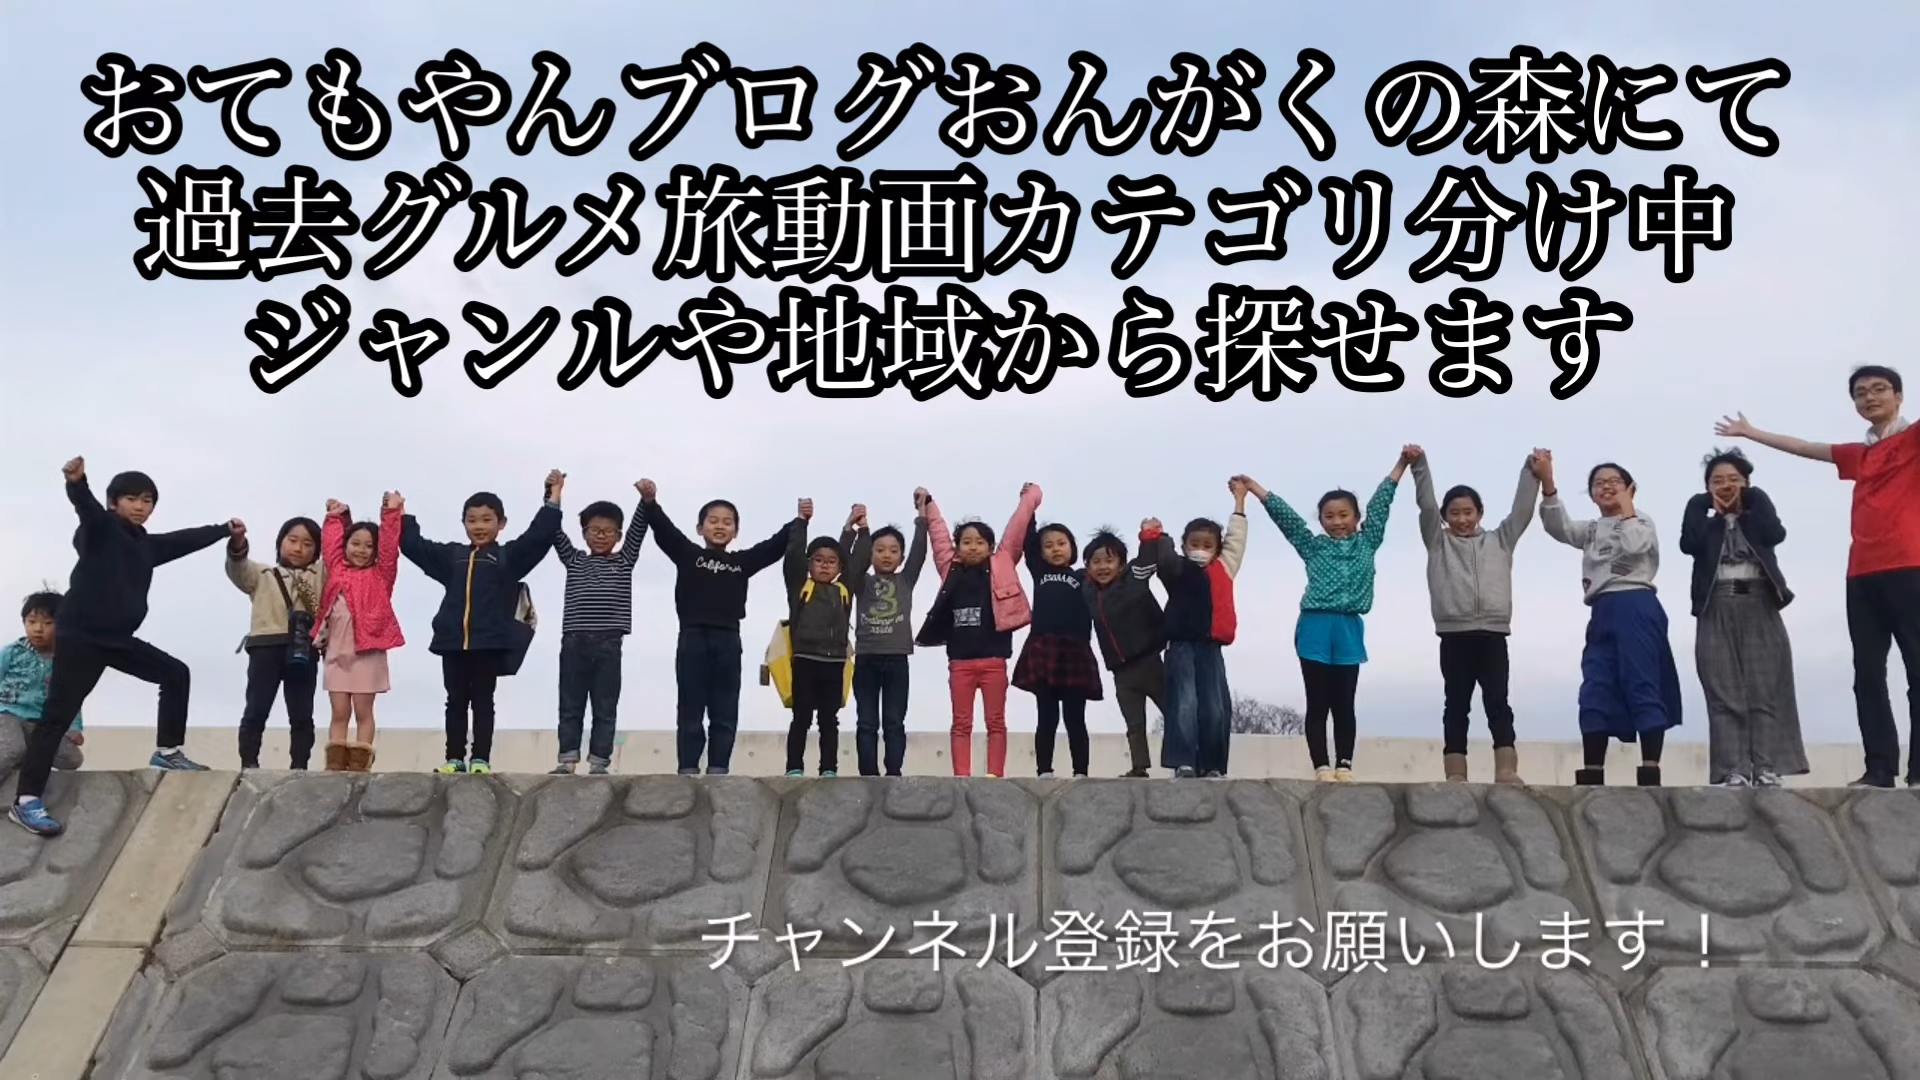 おてもやんブログおんがくの森にて
過去グルメ旅動画カテゴリ分け中
ジャンルや地域から探せます
California
3
RESONANCE
チャンネル登録をお願いします！